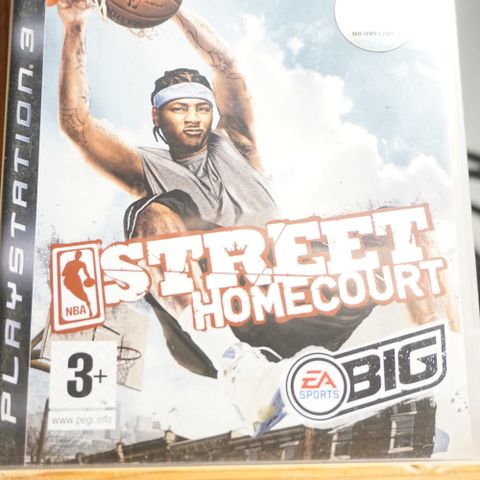 PLAYSTATION 3
NBA
STREET
HOMECOURT
3+
www.pegi.info
EA
SPORTS
BIG